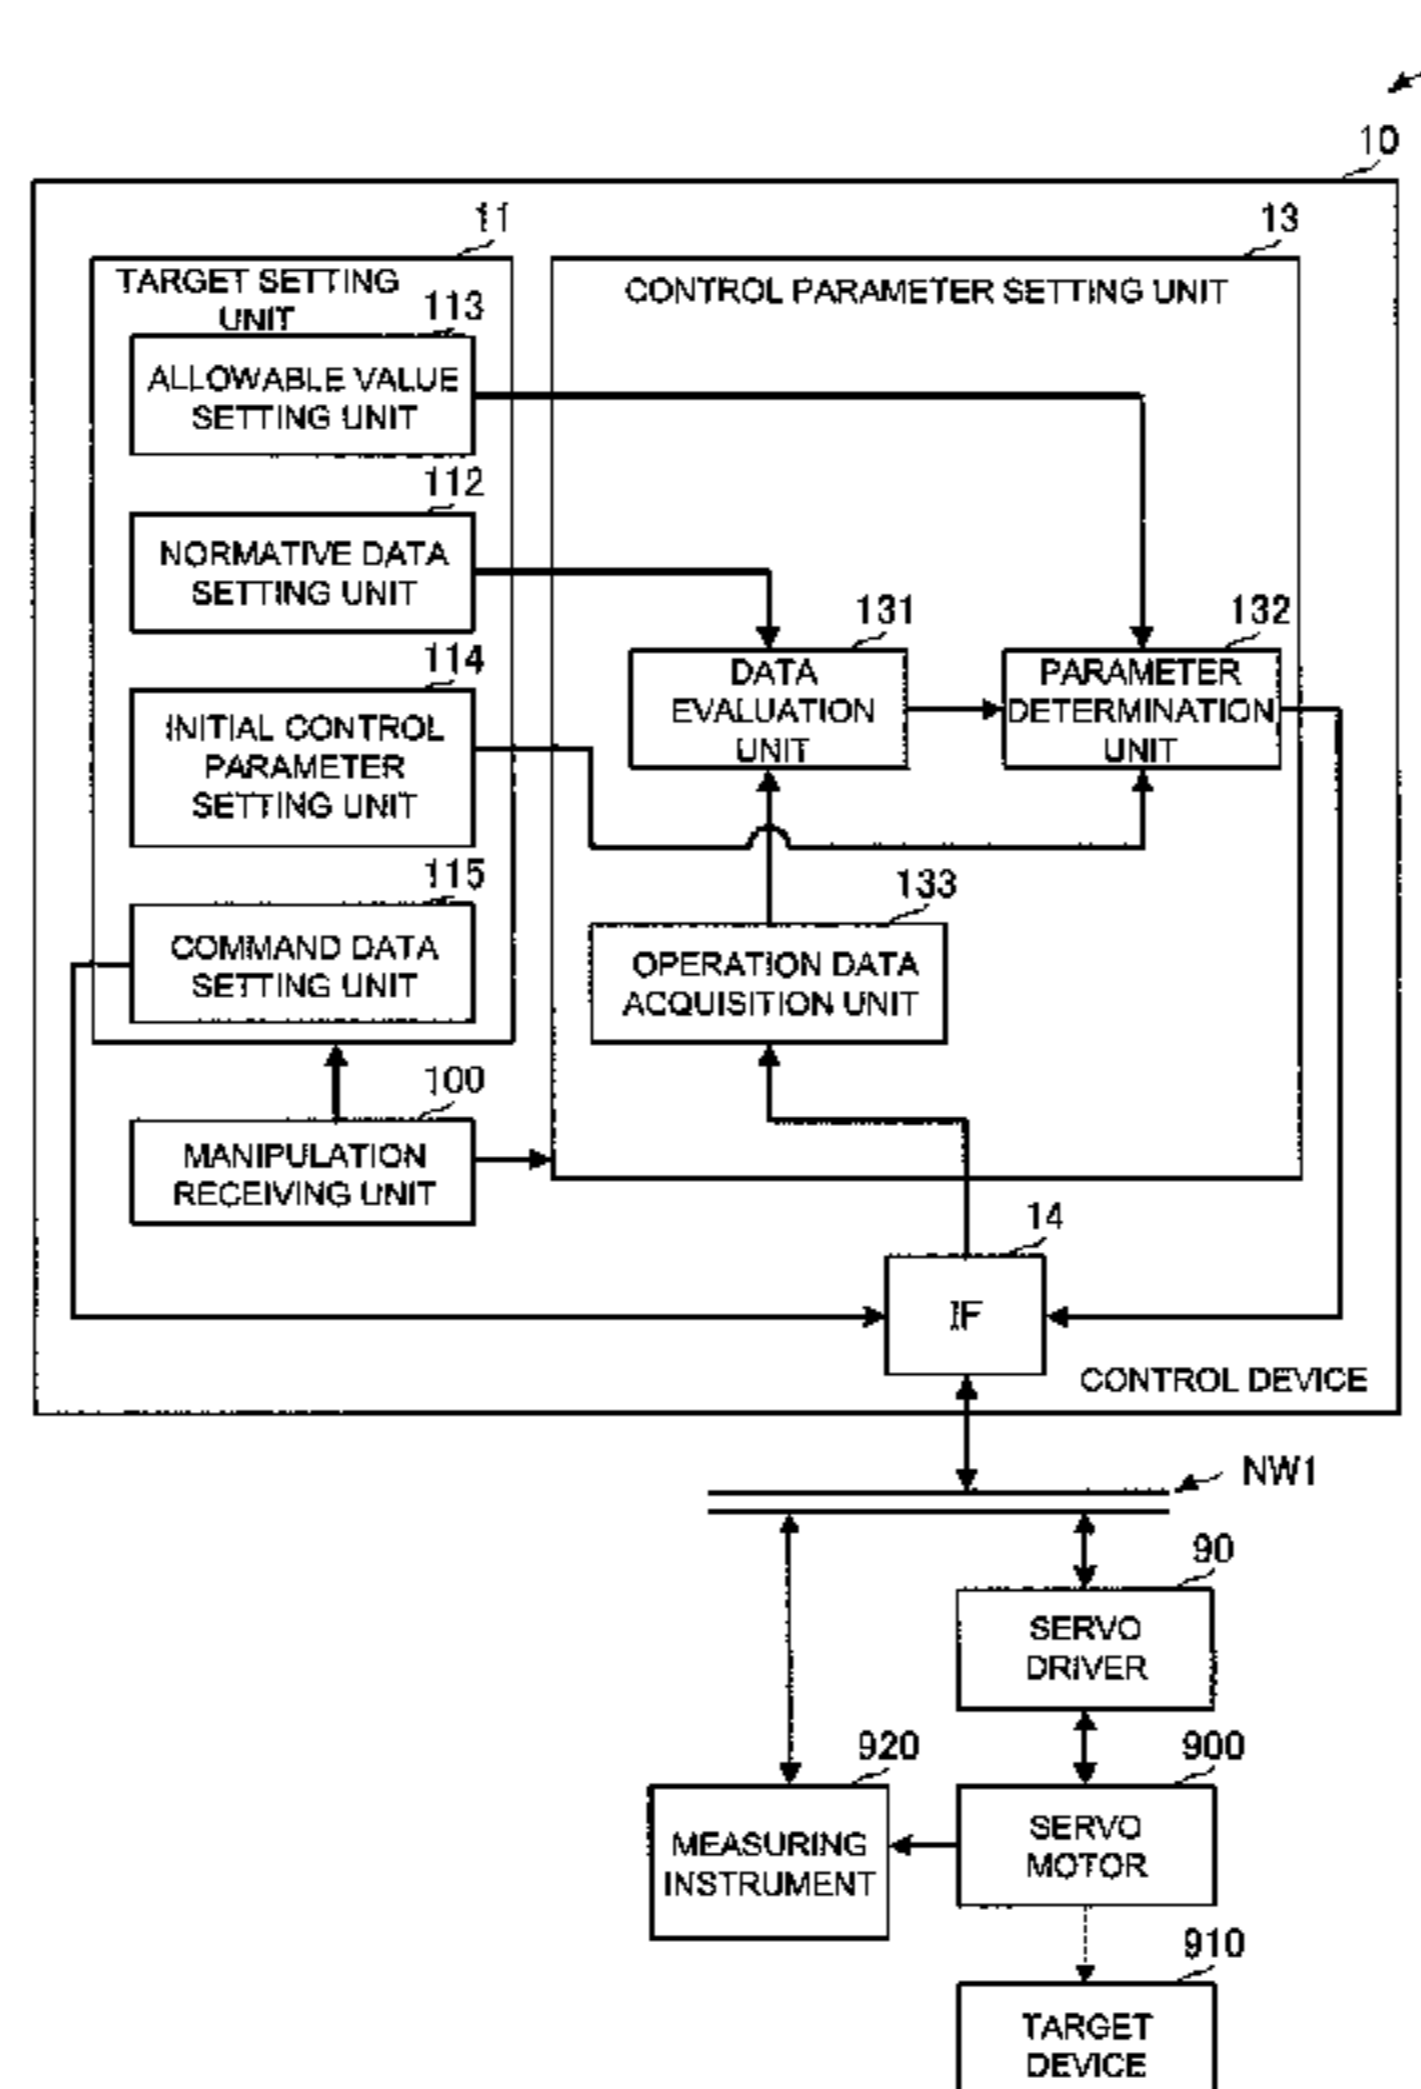 10
11
13
TARGET SETTING
UNIT
CONTROL PARAMETER SETTING UNIT
113
ALLOWABLE VALUE
SETTING UNIT
112
NORMATIVE DATA
SETTING UNIT
131
132
DATA
EVALUATION
UNIT
PARAMETER
DETERMINATION
UNIT
114
INITIAL CONTROL
PARAMETER
SETTING UNIT
115
COMMAND DATA
SETTING UNIT
133
OPERATION DATA
ACQUISITION UNIT
100
MANIPULATION
RECEIVING UNIT
14
IF
CONTROL DEVICE
NW1
90
SERVO
DRIVER
920
MEASURING
INSTRUMENT
900
SERVO
MOTOR
910
TARGET
DEVICE